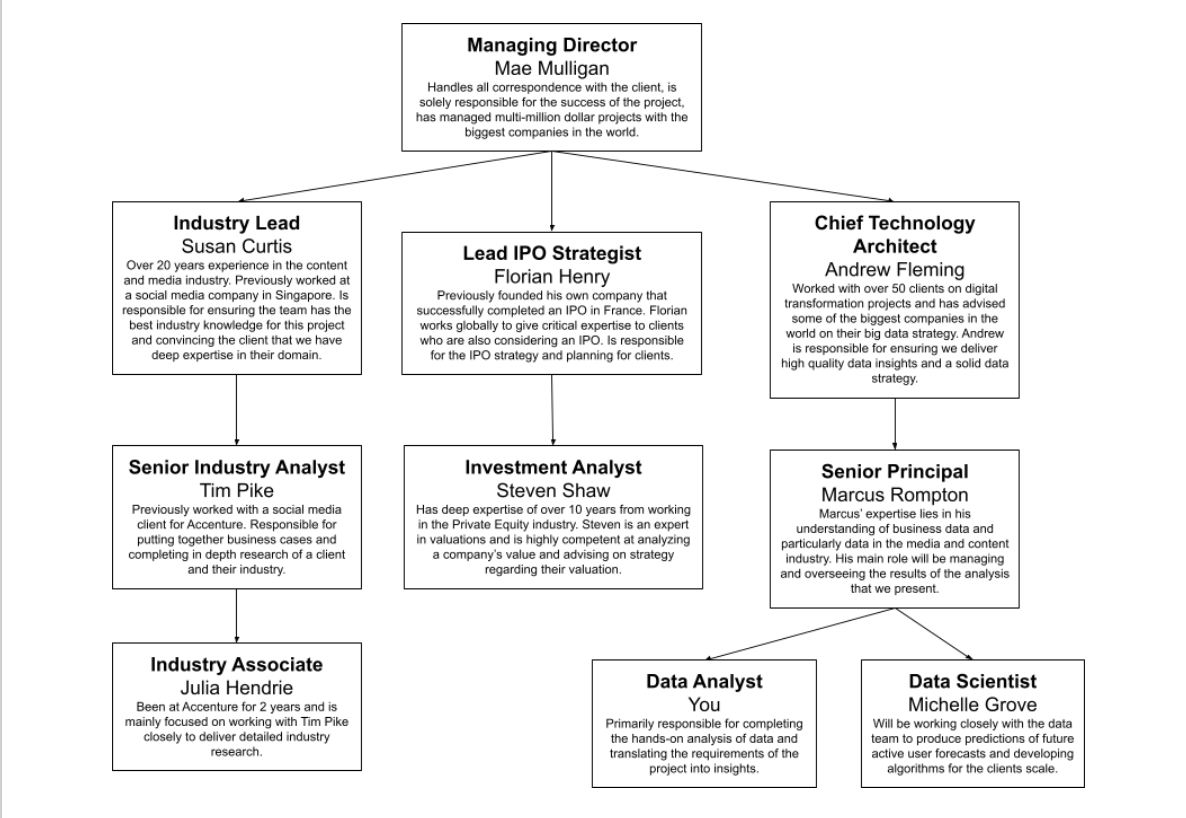 Managing Director
Mae Mulligan
Handles all correspondence with the client, is
solely responsible for the success of the project,
has managed multi-million dollar projects with the
biggest companies in the world.
Industry Lead
Susan Curtis
Over 20 years experience in the content
and media industry. Previously worked at
a social media company in Singapore. Is
responsible for ensuring the team has the
best industry knowledge for this project
and convincing the client that we have
deep expertise in their domain.
Lead IPO Strategist
Florian Henry
Previously founded his own company that
successfully completed an IPO in France. Florian
works globally to give critical expertise to clients
who are also considering an IPO. Is responsible
for the IPO strategy and planning for clients.
Chief Technology
Architect
Andrew Fleming
Worked with over 50 clients on digital
transformation projects and has advised
some of the biggest companies in the
world on their big data strategy. Andrew
is responsible for ensuring we deliver
high quality data insights and a solid data
strategy.
Senior Industry Analyst
Tim Pike
Previously worked with a social media
client for Accenture. Responsible for
putting together business cases and
completing in depth research of a client
and their industry.
Investment Analyst
Steven Shaw
Has deep expertise of over 10 years from working
in the Private Equity industry. Steven is an expert
in valuations and is highly competent at analyzing
a company's value and advising on strategy
regarding their valuation.
Senior Principal
Marcus Rompton
Marcus' expertise lies in his
understanding of business data and
particularly data in the media and content
industry. His main role will be managing
and overseeing the results of the analysis
that we present.
Industry Associate
Julia Hendrie
Been at Accenture for 2 years and is
mainly focused on working with Tim Pike
closely to deliver detailed industry
research.
Data Analyst
You
Primarily responsible for completing
the hands-on analysis of data and
translating the requirements of the
project into insights.
Data Scientist
Michelle Grove
Will be working closely with the data
team to produce predictions of future
active user forecasts and developing
algorithms for the clients scale.